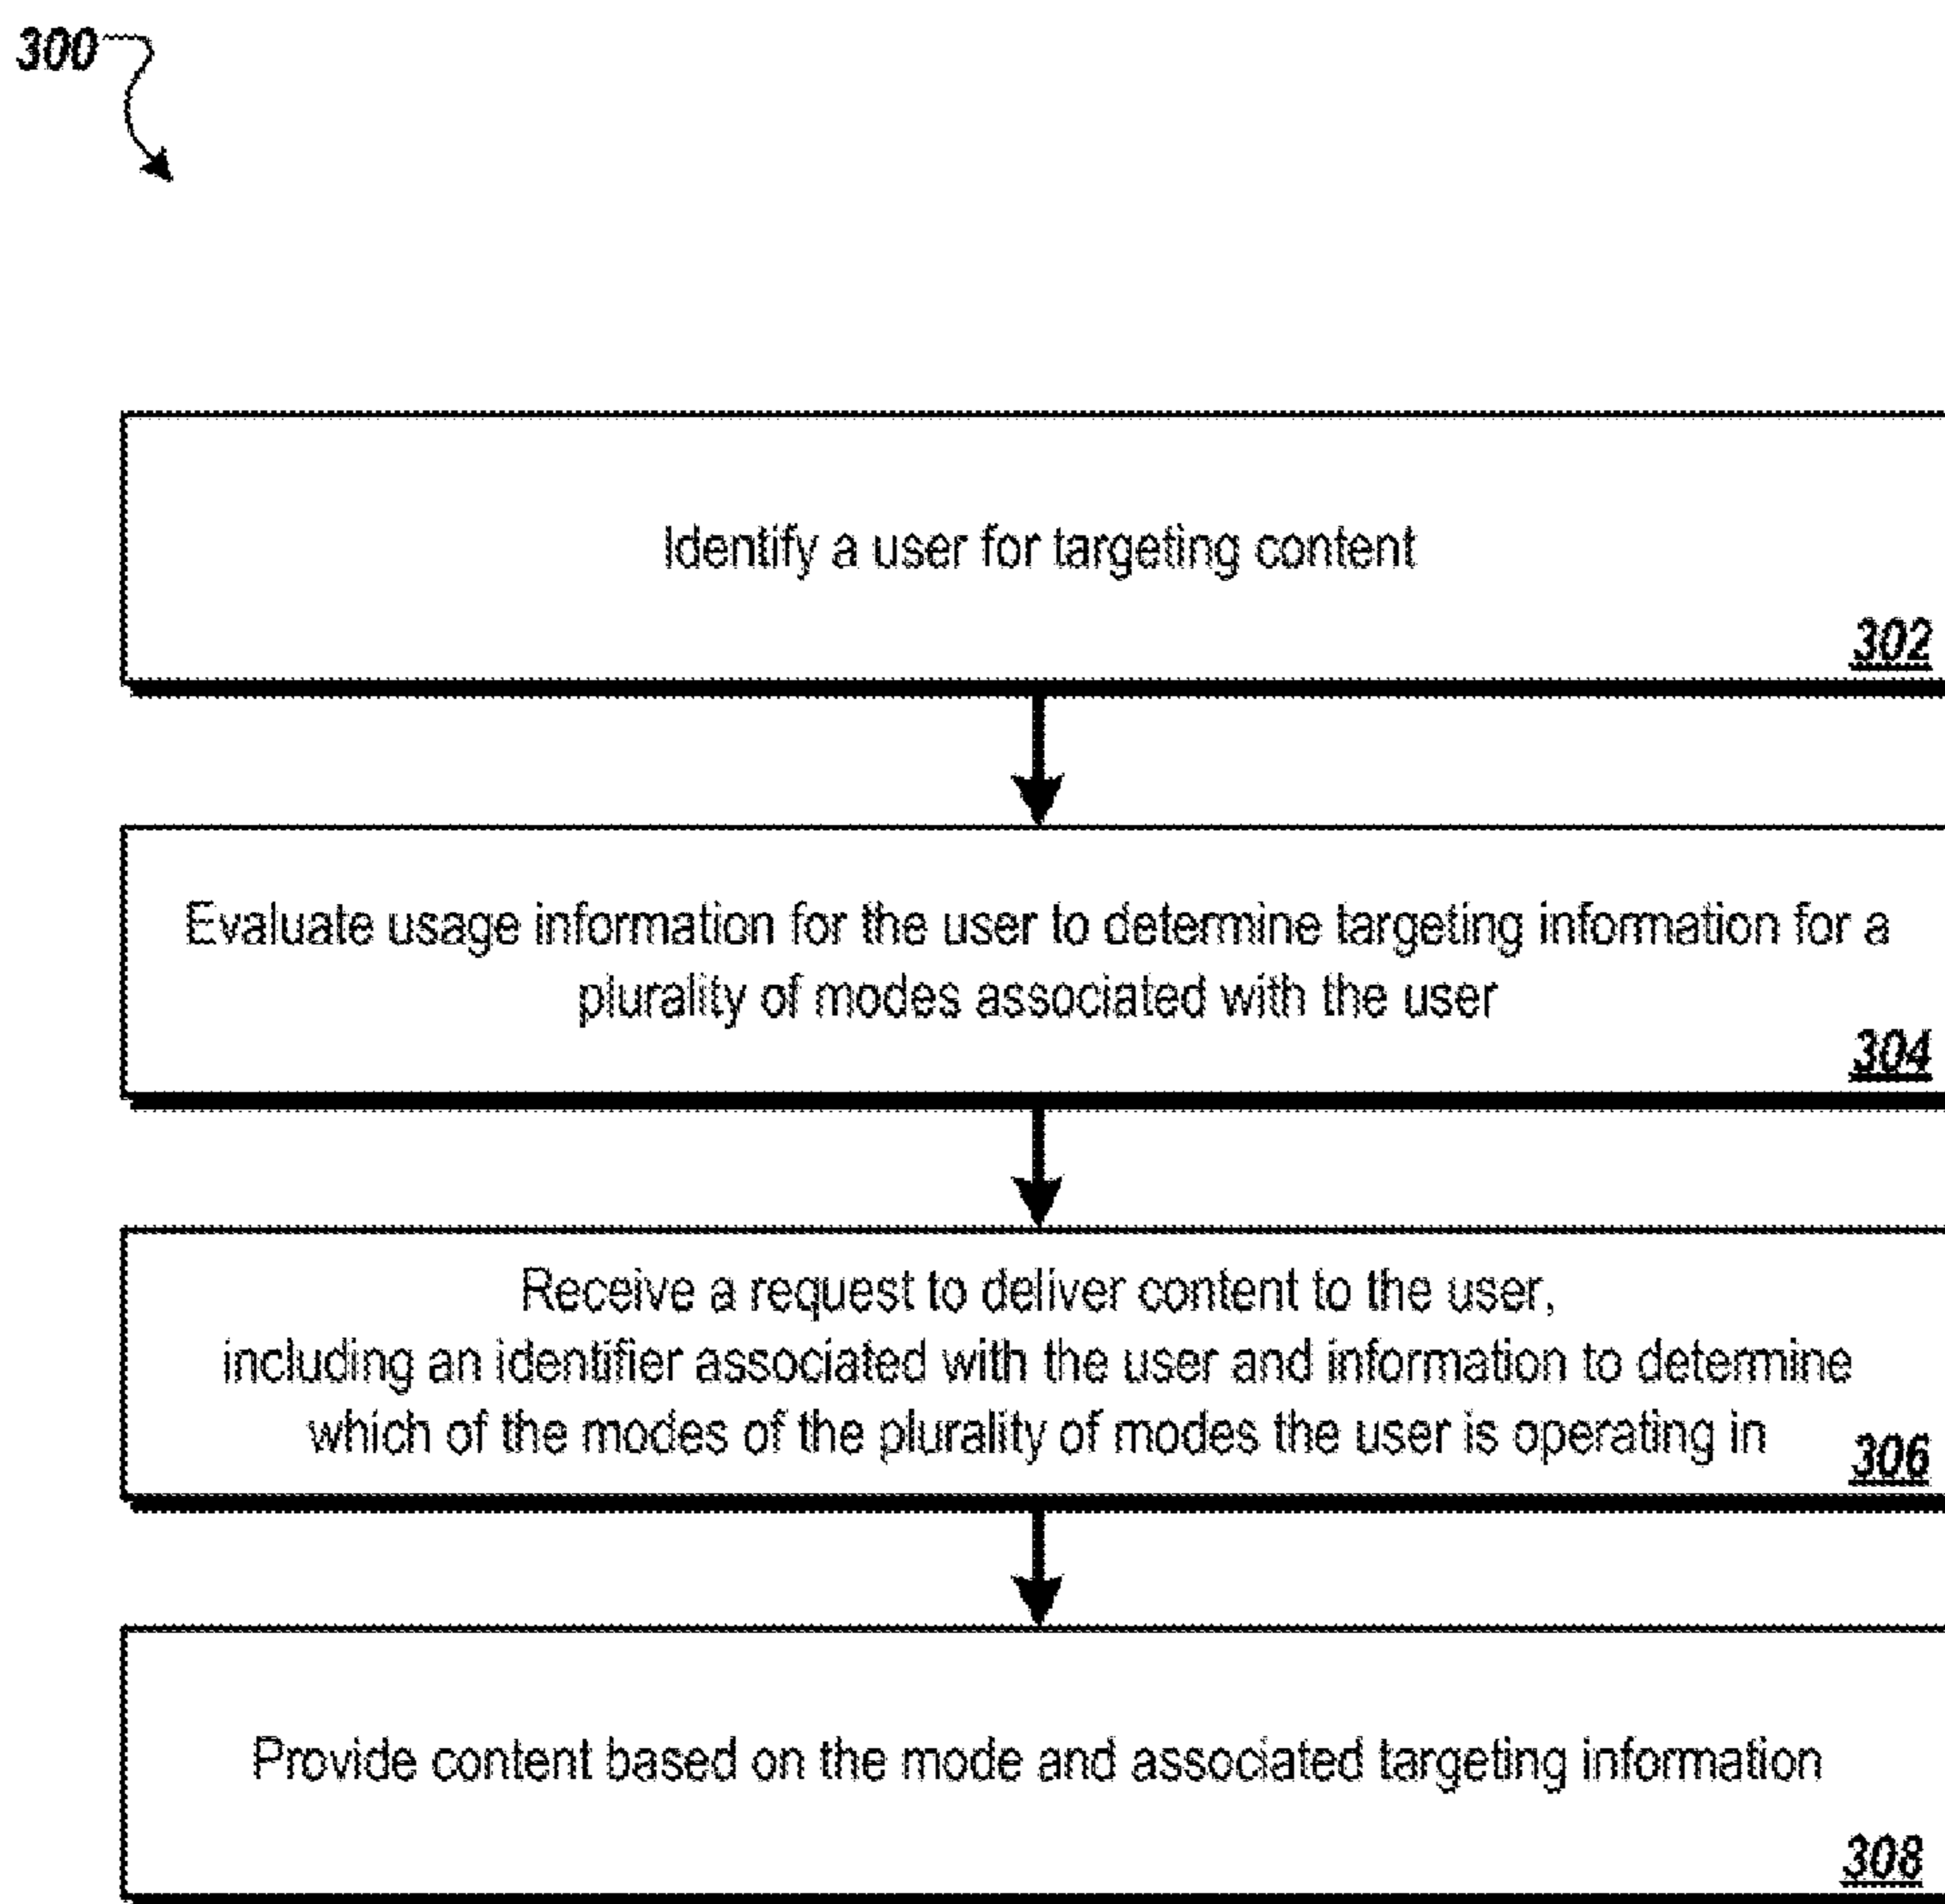 300
Identify a user for targeting content
302
Evaluate usage information for the user to determine targeting information for a
plurality of modes associated with the user
304
Receive a request to deliver content to the user,
including an identifier associated with the user and information to determine
which of the modes of the plurality of modes the user is operating in
306
Provide content based on the mode and associated targeting information
308